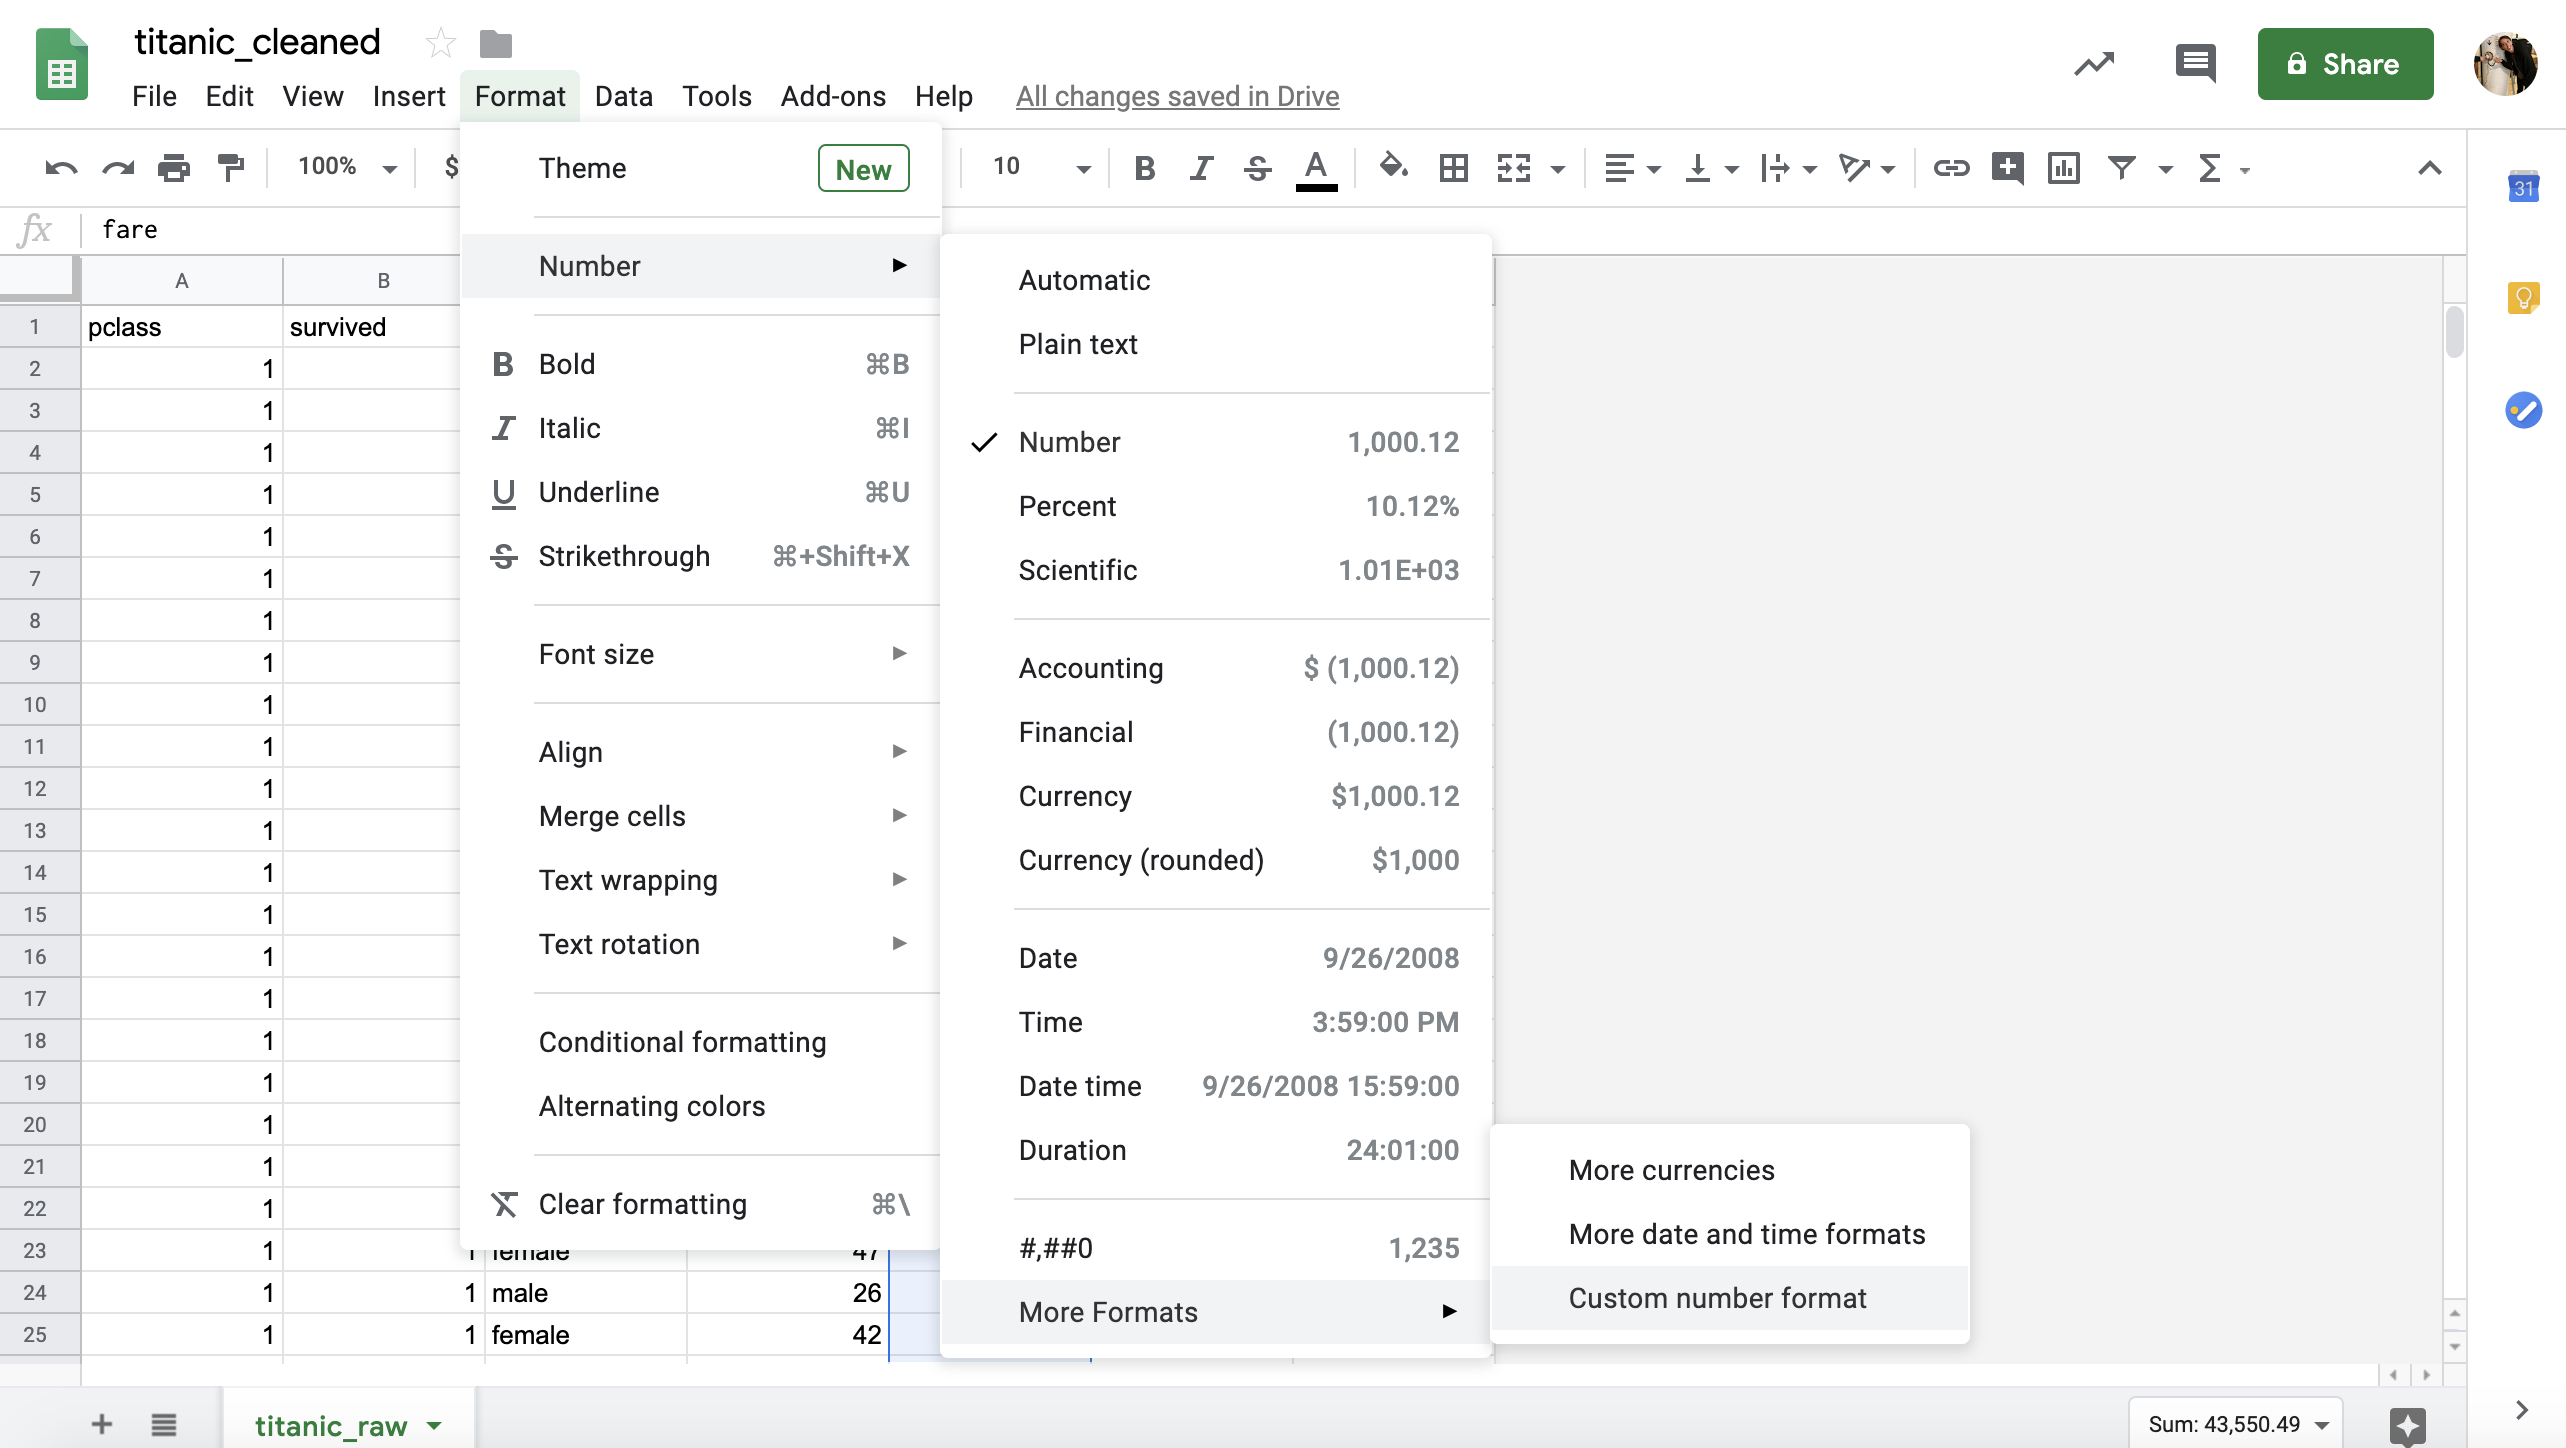 titanic_cleaned
File Edit View Insert Format Data Tools Add-ons Help All changes saved in Drive
Share
100% $ 10 B I S A
31
fx fare
A B
1 pclass survived
2 1
3 1
4 1
5 1
6 1
7 1
8 1
9 1
10 1
11 1
12 1
13 1
14 1
15 1
16 1
17 1
18 1
19 1
20 1
21 1
22 1
23 1 1 female 47
24 1 1 male 26
25 1 1 female 42
Theme New
Number
B Bold ⌘B
I Italic ⌘I
U Underline ⌘U
S Strikethrough ⌘+Shift+X
Font size
Align
Merge cells
Text wrapping
Text rotation
Conditional formatting
Alternating colors
Clear formatting ⌘\
Automatic
Plain text
Number 1,000.12
Percent 10.12%
Scientific 1.01E+03
Accounting $ (1,000.12)
Financial (1,000.12)
Currency $1,000.12
Currency (rounded) $1,000
Date 9/26/2008
Time 3:59:00 PM
Date time 9/26/2008 15:59:00
Duration 24:01:00
#,##0 1,235
More Formats
More currencies
More date and time formats
Custom number format
titanic_raw
Sum: 43,550.49